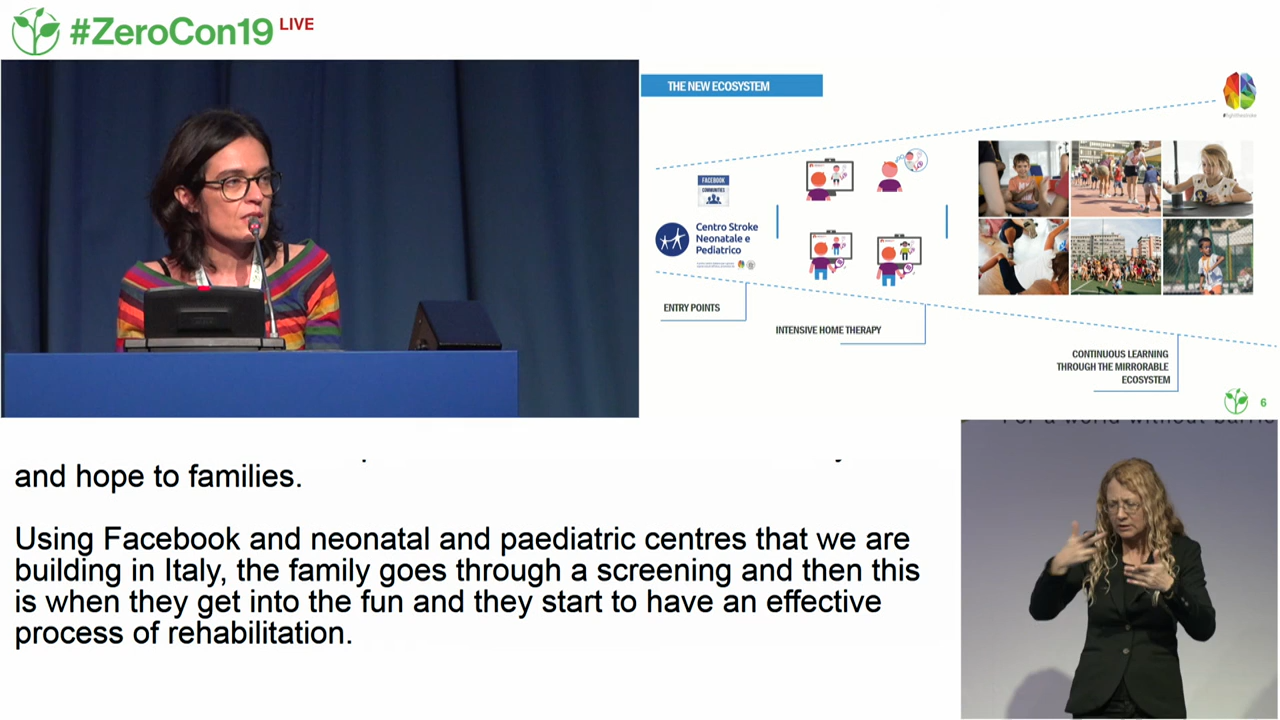 #ZeroCon19 LIVE
THE NEW ECOSYSTEM
#fightthestroke
FACEBOOK
COMMUNITIES
Centro Stroke
Neonatale e
Pediatrico
ENTRY POINTS
INTENSIVE HOME THERAPY
CONTINUOUS LEARNING
THROUGH THE MIRRORABLE
ECOSYSTEM
6
and hope to families.
Using Facebook and neonatal and paediatric centres that we are
building in Italy, the family goes through a screening and then this
is when they get into the fun and they start to have an effective
process of rehabilitation.